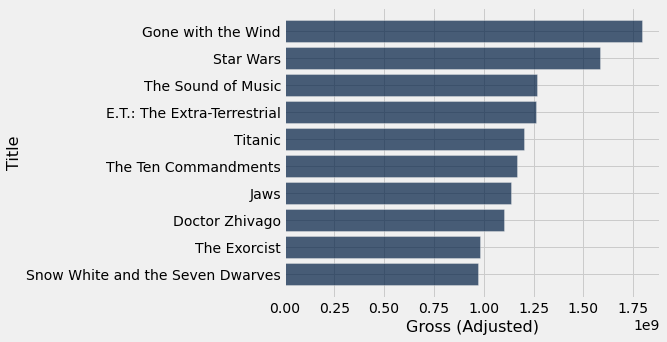 Gone with the Wind
Star Wars
The Sound of Music
E.T.: The Extra-Terrestrial
Titanic
The Ten Commandments
Jaws
Doctor Zhivago
The Exorcist
Snow White and the Seven Dwarves
Title
0.00 0.25 0.50 0.75 1.00 1.25 1.50 1.75
Gross (Adjusted)
1e9